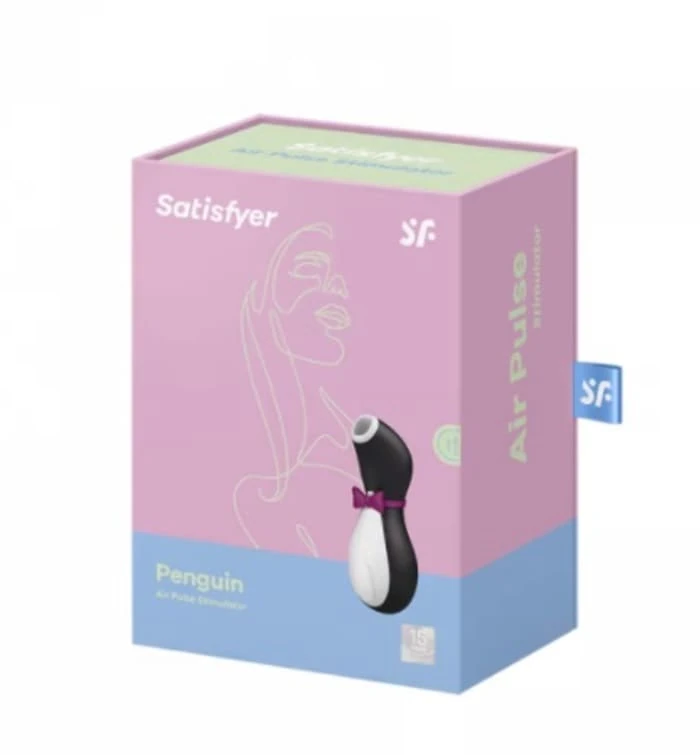 Satisfyer
Air Pulse Stimulator
Satisfyer
SF
Air Pulse
Stimulator
SF
Penguin
Air Pulse Stimulator
15